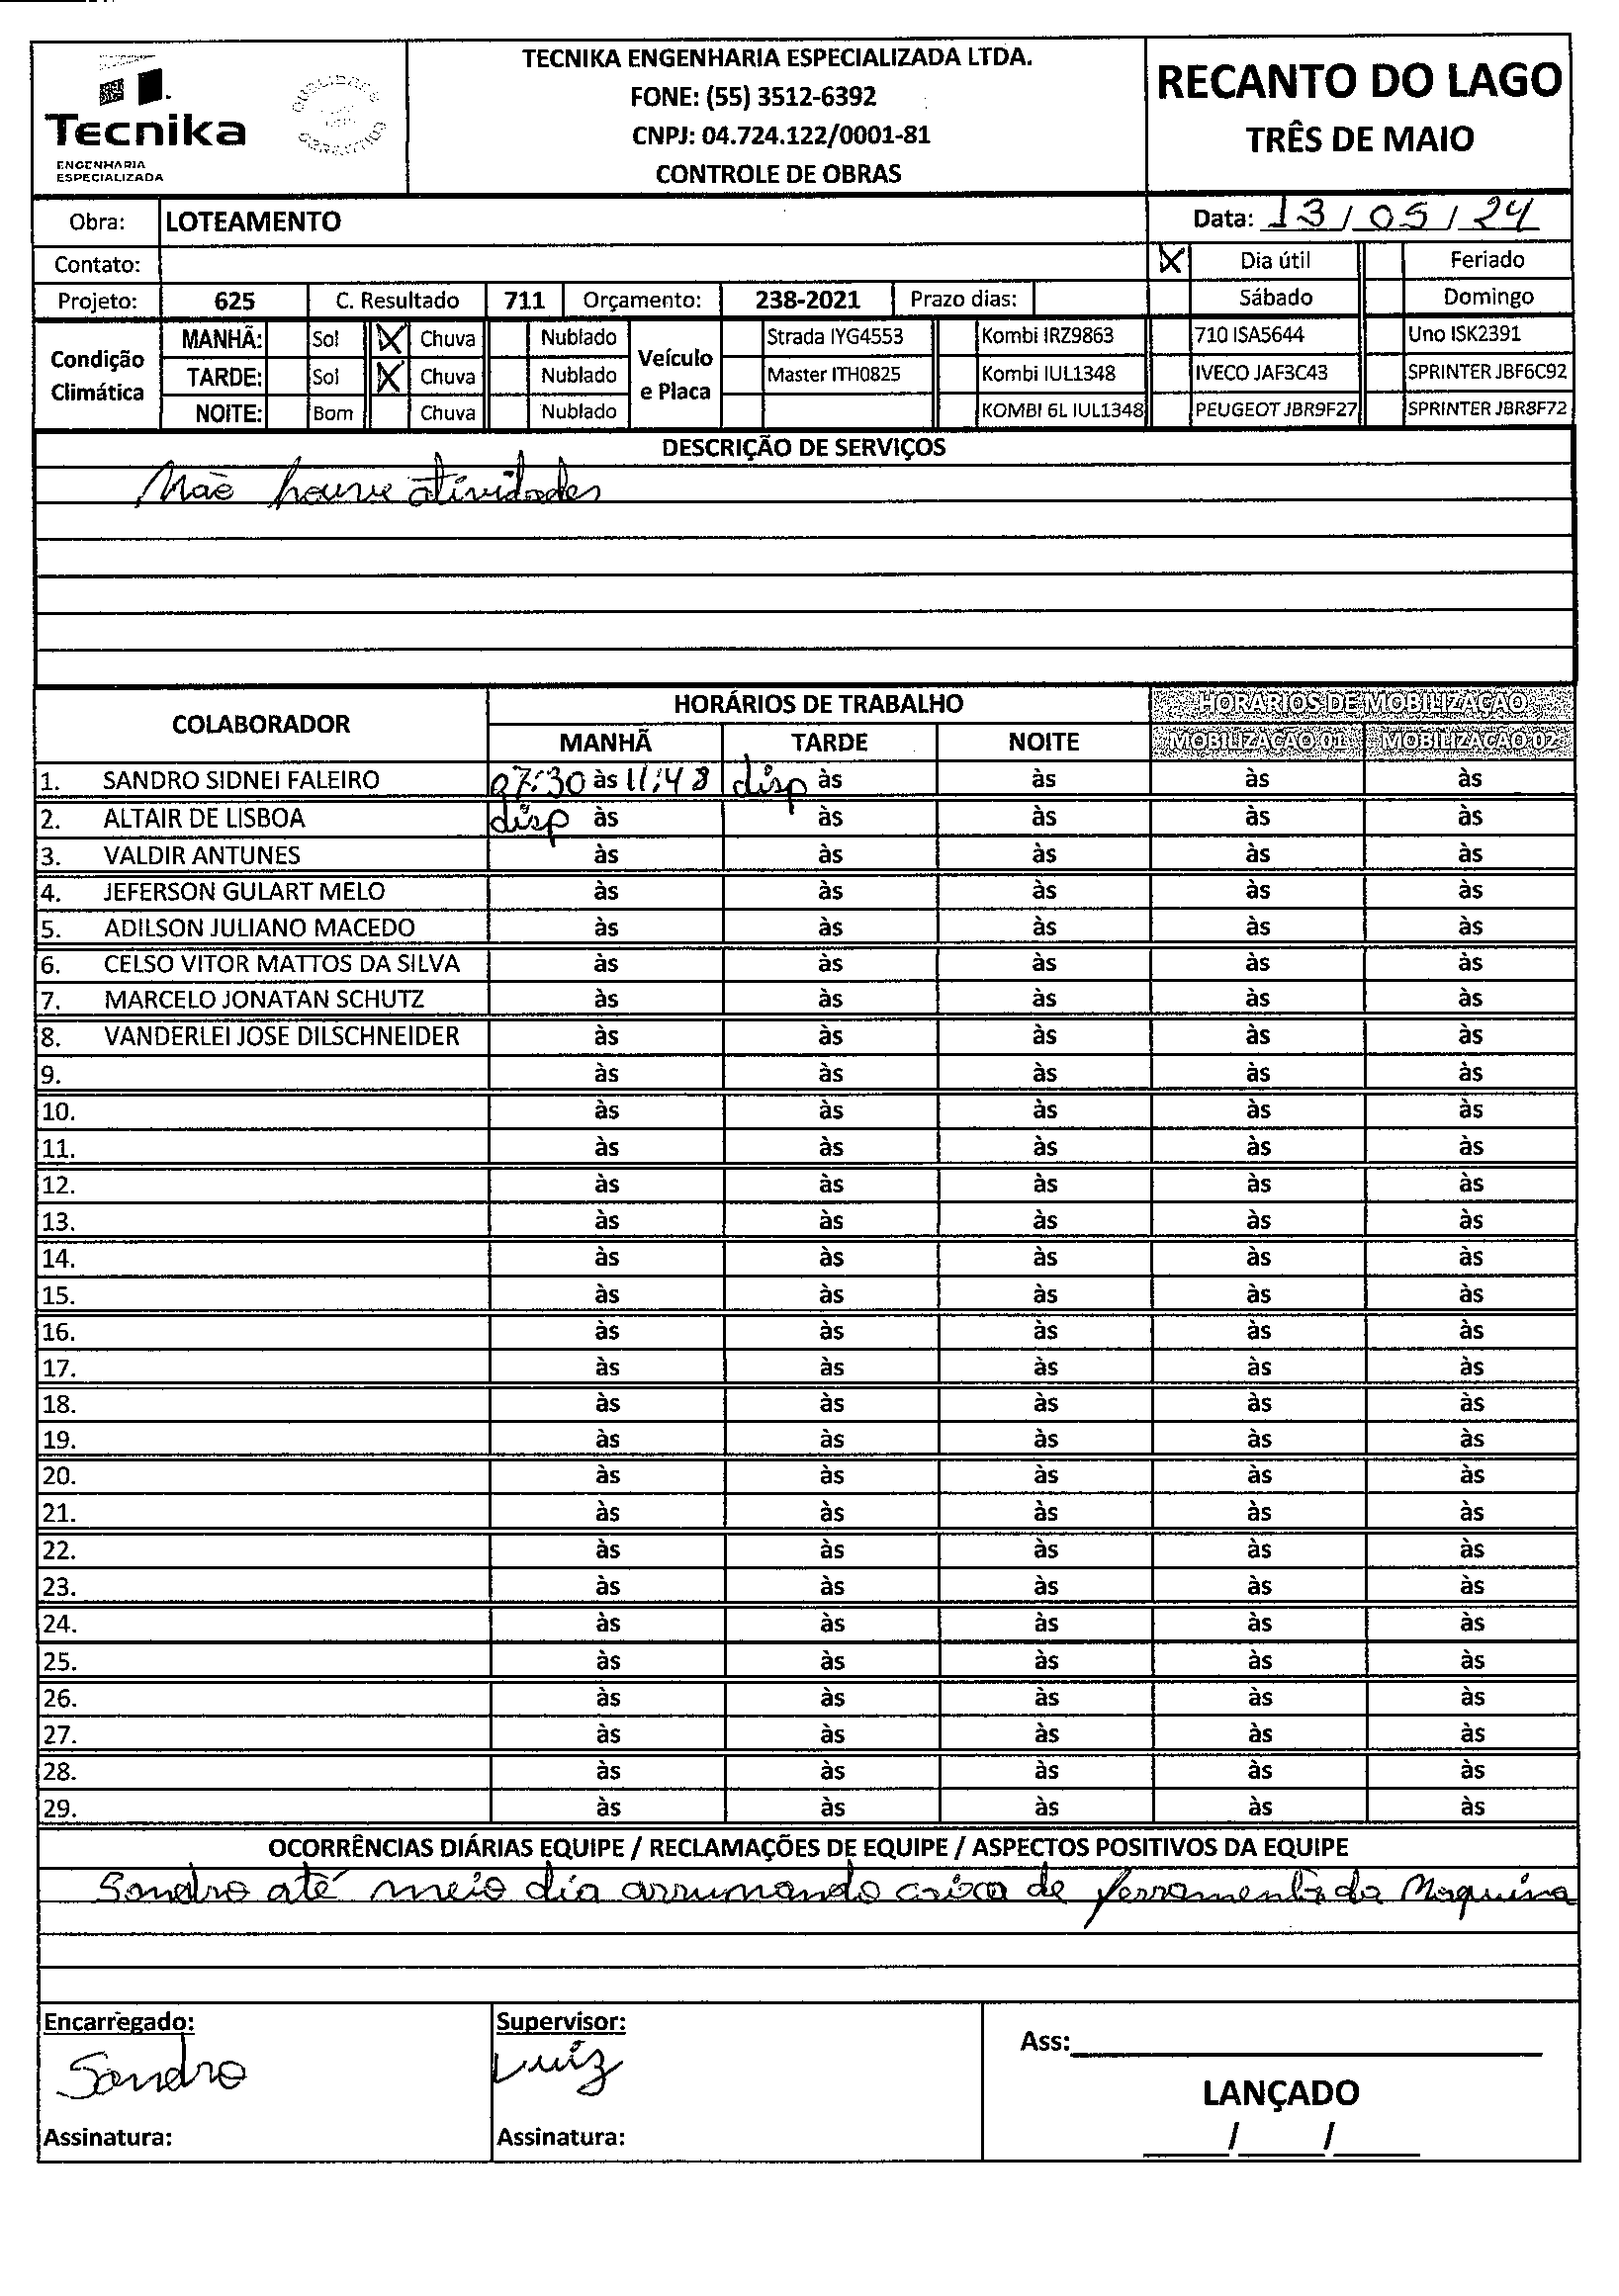 TECNIKA ENGENHARIA ESPECIALIZADA LTDA.
FONE: (55) 3512-6392
CNPJ: 04.724.122/0001-81
CONTROLE DE OBRAS
Tecnika
ENGENHARIA
ESPECIALIZADA
RECANTO DO LAGO
TRÊS DE MAIO
Obra: LOTEAMENTO Data: 13/05/24
Contato: X Dia útil Feriado
Projeto: 625 C. Resultado 711 Orçamento: 238-2021 Prazo dias: Sábado Domingo
Condição Climática
MANHÃ: Sol X Chuva Nublado
TARDE: Sol X Chuva Nublado
NOITE: Bom Chuva Nublado
Veículo e Placa
Strada IYG4553 Kombi IRZ9863 710 ISA5644 Uno ISK2391
Master ITH0825 Kombi IUL1348 IVECO JAF3C43 SPRINTER JBF6C92
KOMBI 6L IUL1348 PEUGEOT JBR9F27 SPRINTER JBR8F72
DESCRIÇÃO DE SERVIÇOS
Não houve atividades
COLABORADOR HORÁRIOS DE TRABALHO HORÁRIOS DE MOBILIZAÇÃO
MANHÃ TARDE NOITE MOBILIZAÇÃO 01 MOBILIZAÇÃO 02
1. SANDRO SIDNEI FALEIRO 07:30 às 11:48 disp às às às às
2. ALTAIR DE LISBOA disp às às às às às
3. VALDIR ANTUNES às às às às às
4. JEFERSON GULART MELO às às às às às
5. ADILSON JULIANO MACEDO às às às às às
6. CELSO VITOR MATTOS DA SILVA às às às às às
7. MARCELO JONATAN SCHUTZ às às às às às
8. VANDERLEI JOSE DILSCHNEIDER às às às às às
9. às às às às às
10. às às às às às
11. às às às às às
12. às às às às às
13. às às às às às
14. às às às às às
15. às às às às às
16. às às às às às
17. às às às às às
18. às às às às às
19. às às às às às
20. às às às às às
21. às às às às às
22. às às às às às
23. às às às às às
24. às às às às às
25. às às às às às
26. às às às às às
27. às às às às às
28. às às às às às
29. às às às às às
OCORRÊNCIAS DIÁRIAS EQUIPE / RECLAMAÇÕES DE EQUIPE / ASPECTOS POSITIVOS DA EQUIPE
Sandro até meio dia arrumando caixa de ferramenta da Maquina
Encarregado: Supervisor: Ass:
Sandro Luiz
LANÇADO
Assinatura: Assinatura: / /